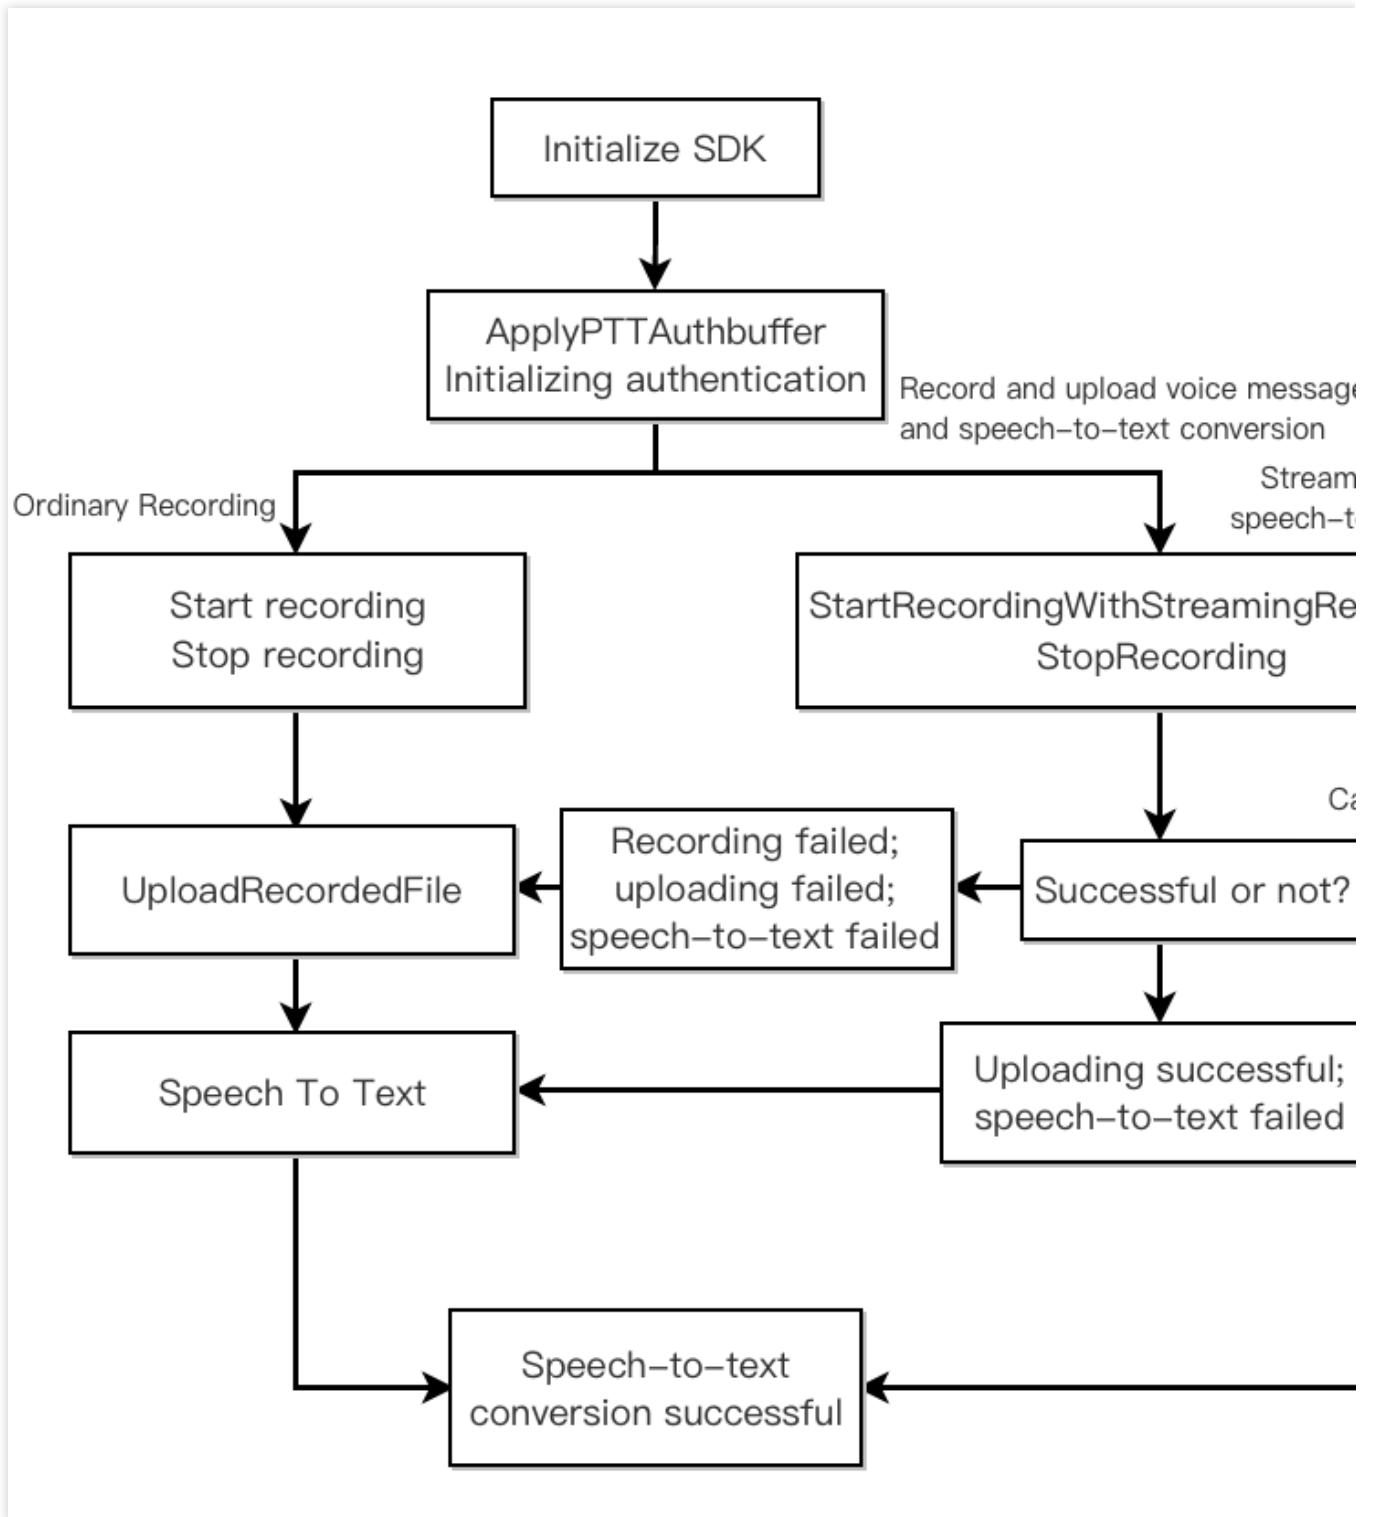 Initialize SDK
ApplyPTTAuthbuffer
Initializing authentication
Record and upload voice message
and speech-to-text conversion
Ordinary Recording
Stream
speech-t
Start recording
Stop recording
StartRecordingWithStreamingRe
StopRecording
Ca
Recording failed;
uploading failed;
speech-to-text failed
UploadRecordedFile
Successful or not?
Speech To Text
Uploading successful;
speech-to-text failed
Speech-to-text
conversion successful